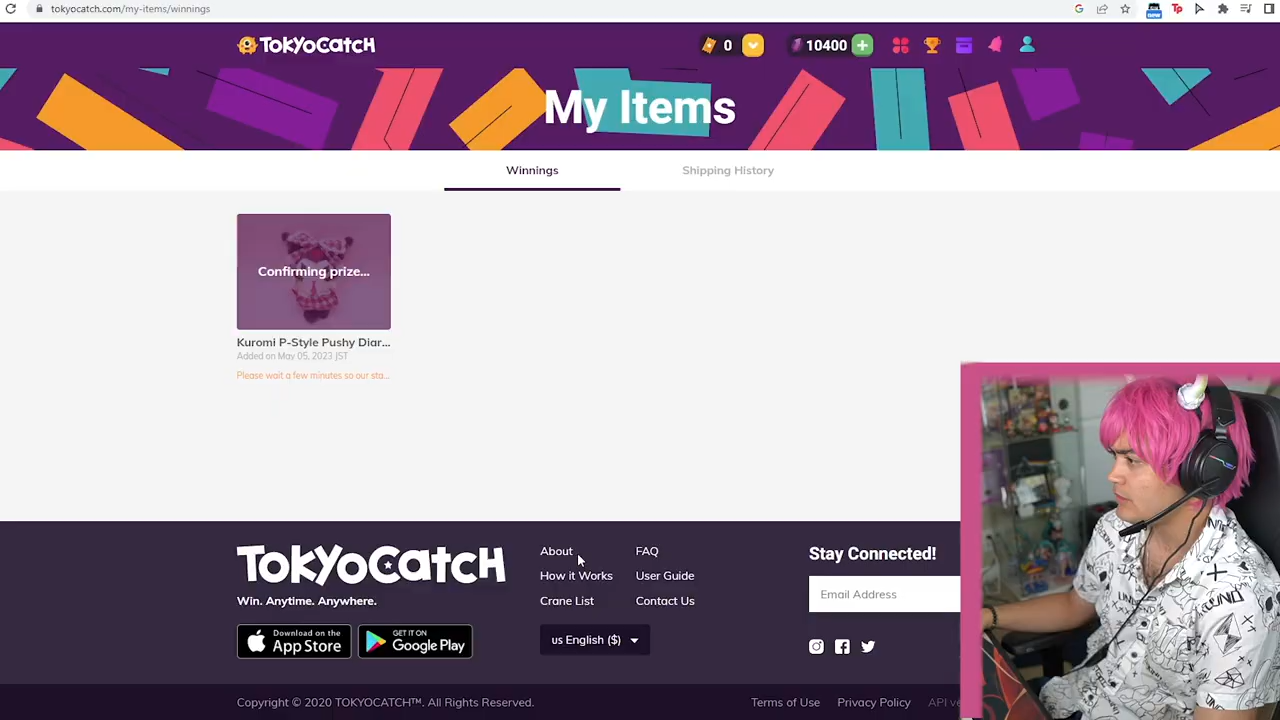 tokyocatch.com/my-items/winnings
new
TOKYOCATCH
0
10400
My Items
Winnings
Shipping History
Confirming prize...
Kuromi P-Style Pushy Diar...
Added on May 05, 2023 JST
Please wait a few minutes so our sta...
TOKYOCATCH
Win. Anytime. Anywhere.
Download on the
App Store
GET IT ON
Google Play
About
How it Works
Crane List
us English ($)
FAQ
User Guide
Contact Us
Stay Connected!
Email Address
Copyright © 2020 TOKYOCATCH™. All Rights Reserved.
Terms of Use
Privacy Policy
API ve